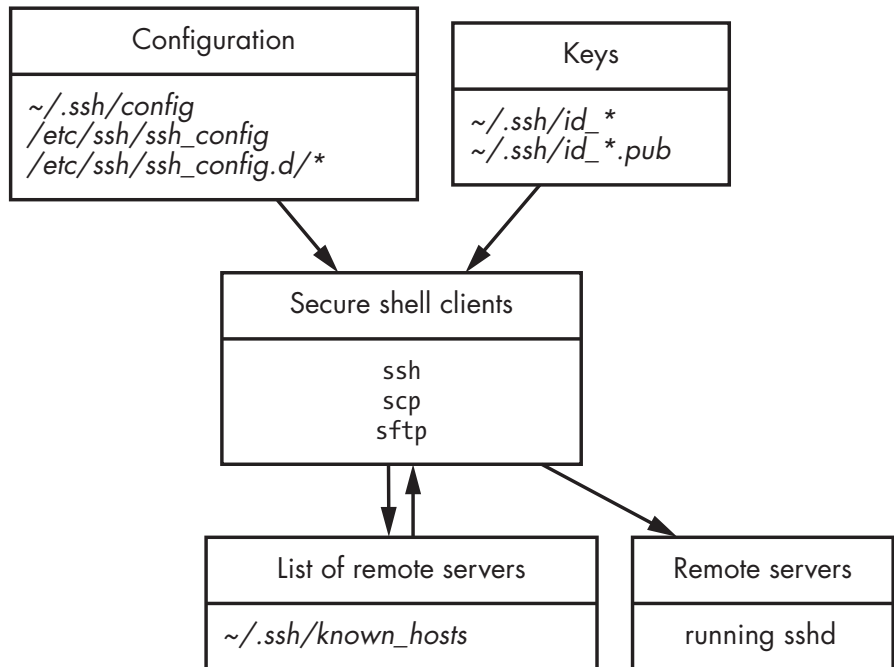 Configuration
~/.ssh/config
/etc/ssh/ssh_config
/etc/ssh/ssh_config.d/*
Keys
~/.ssh/id_*
~/.ssh/id_*.pub
Secure shell clients
ssh
scp
sftp
List of remote servers
~/.ssh/known_hosts
Remote servers
running sshd